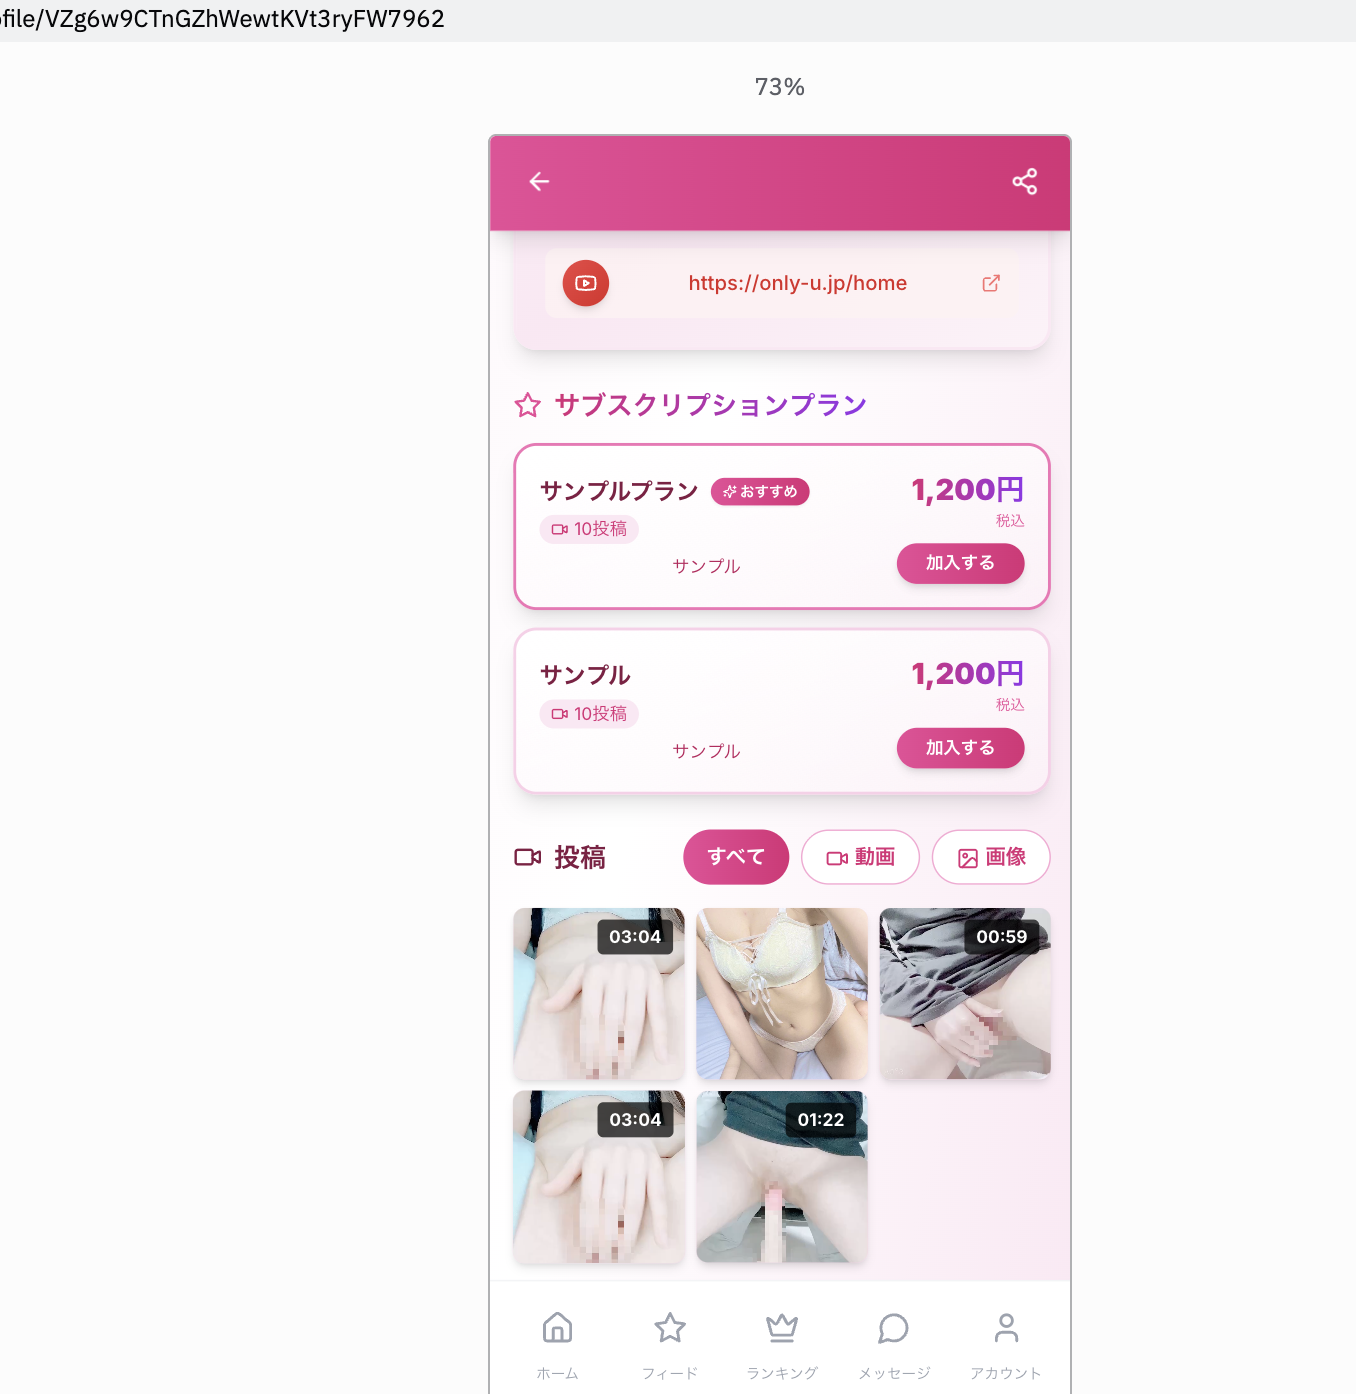 ofile/VZg6w9CTnGZhWewtKVt3ryFW7962
73%
https://only-u.jp/home
サブスクリプションプラン
サンプルプラン
おすすめ
1,200円
10投稿
税込
サンプル
加入する
サンプル
1,200円
10投稿
税込
サンプル
加入する
投稿
すべて
動画
画像
03:04
00:59
03:04
01:22
ホーム
フィード
ランキング
メッセージ
アカウント